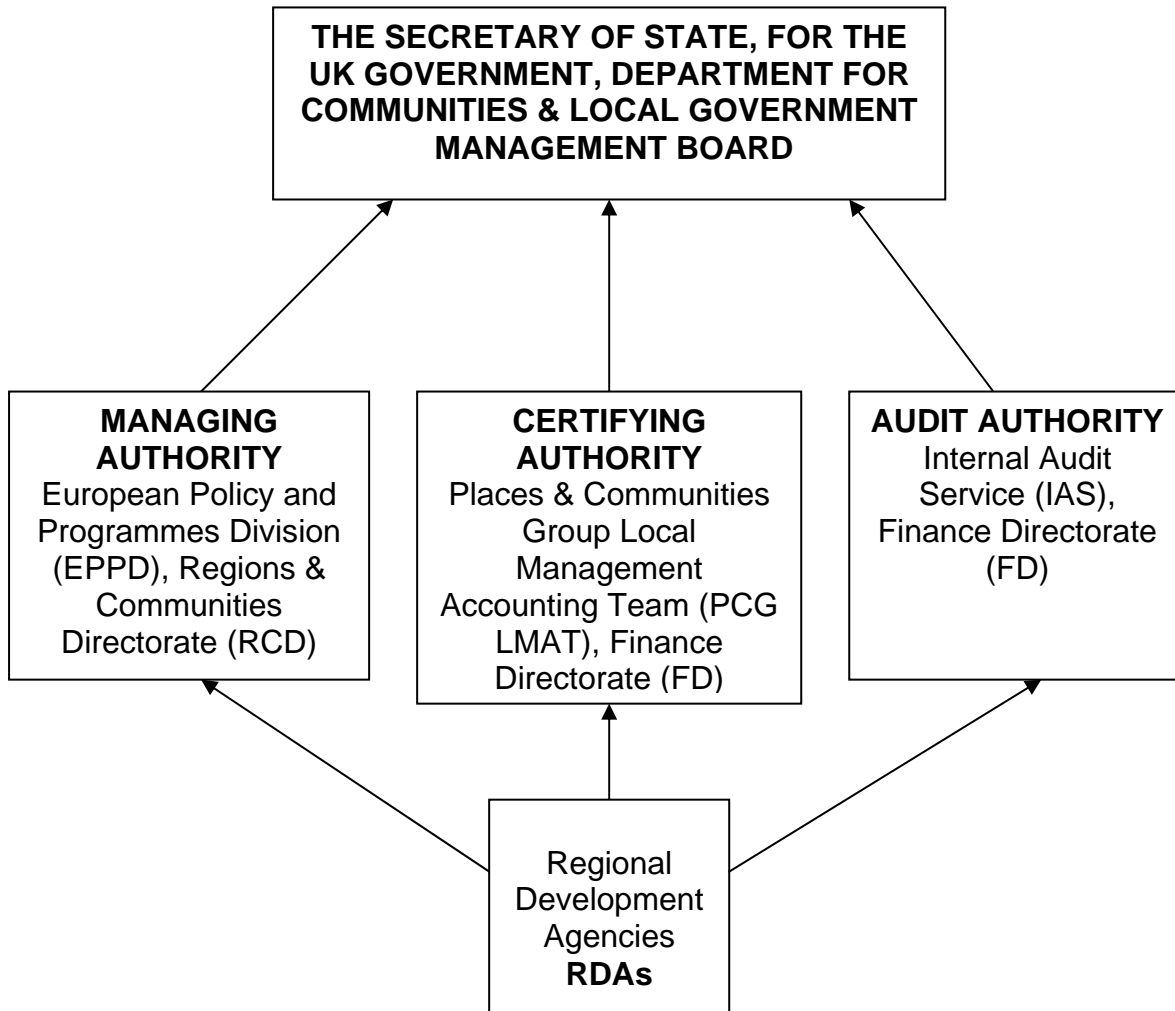 THE SECRETARY OF STATE, FOR THE
UK GOVERNMENT, DEPARTMENT FOR
COMMUNITIES & LOCAL GOVERNMENT
MANAGEMENT BOARD
MANAGING
AUTHORITY
European Policy and
Programmes Division
(EPPD), Regions &
Communities
Directorate (RCD)
CERTIFYING
AUTHORITY
Places & Communities
Group Local
Management
Accounting Team (PCG
LMAT), Finance
Directorate (FD)
AUDIT AUTHORITY
Internal Audit
Service (IAS),
Finance Directorate
(FD)
Regional
Development
Agencies
RDAs